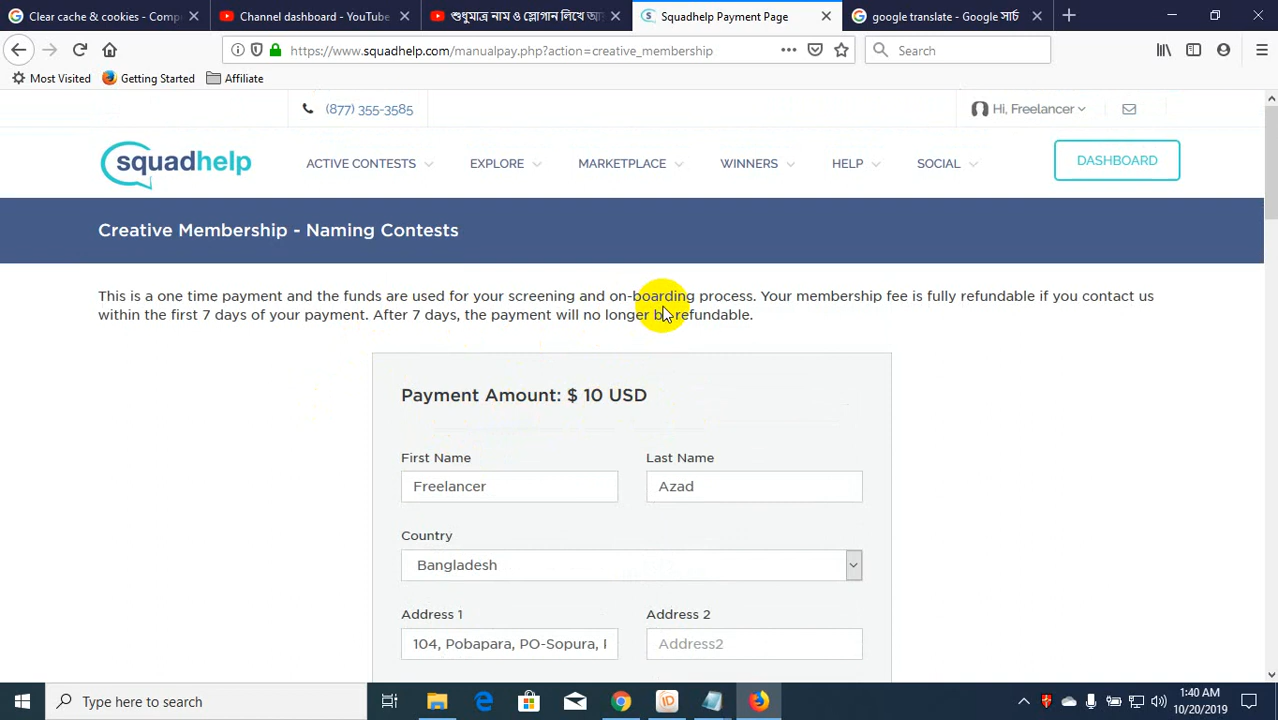 Clear cache & cookies - Comp
Channel dashboard - YouTube
শুধুমাত্র নাম ও স্লোগান লিখে আয়
Squadhelp Payment Page
google translate - Google সার্চ
https://www.squadhelp.com/manualpay.php?action=creative_membership
Search
Most Visited
Getting Started
Affiliate
(877) 355-3585
Hi, Freelancer
squadhelp
ACTIVE CONTESTS
EXPLORE
MARKETPLACE
WINNERS
HELP
SOCIAL
DASHBOARD
Creative Membership - Naming Contests
This is a one time payment and the funds are used for your screening and on-boarding process. Your membership fee is fully refundable if you contact us
within the first 7 days of your payment. After 7 days, the payment will no longer be refundable.
Payment Amount: $ 10 USD
First Name
Last Name
Freelancer
Azad
Country
Bangladesh
Address 1
Address 2
104, Pobapara, PO-Sopura, 
Address2
Type here to search
1:40 AM
10/20/2019